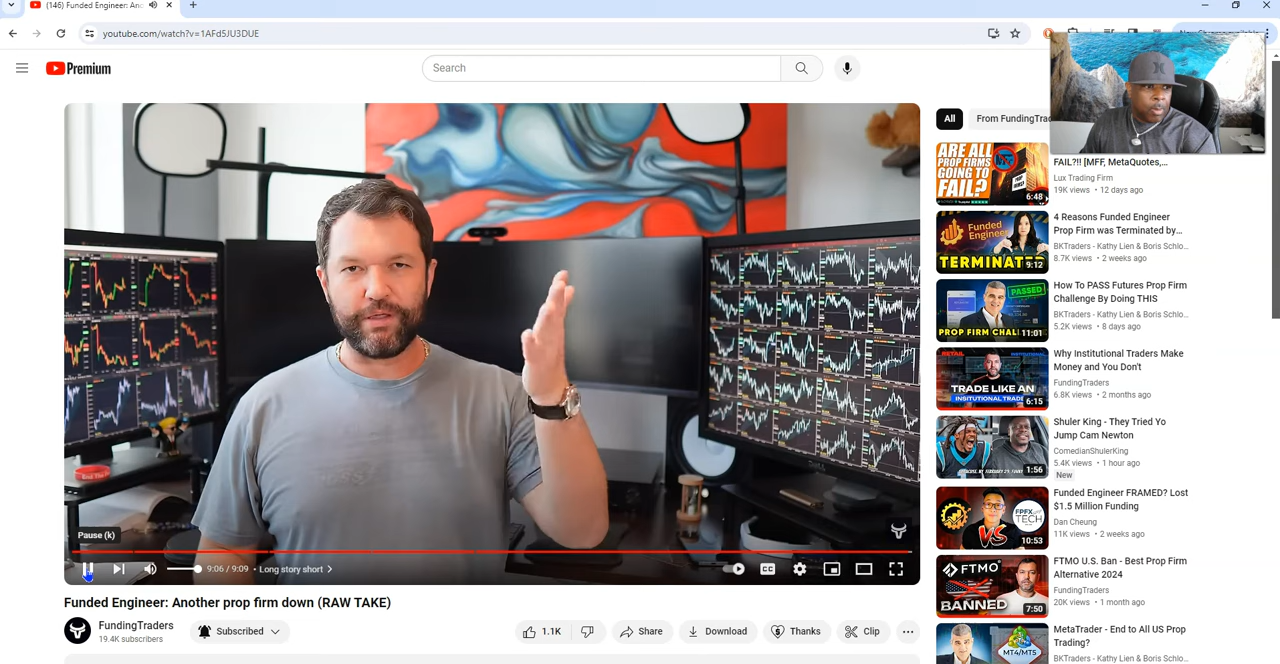 (146) Funded Engineer: An
youtube.com/watch?v=1AFd5JU3DUE
Premium
Search
All
From FundingTrad
ARE ALL
PROP FIRMS
GOING TO
FAIL?
6:48
FAIL?!! [MFF, MetaQuotes,...
Lux Trading Firm
19K views • 12 days ago
Funded
Engineer
TERMINATED
9:12
4 Reasons Funded Engineer
Prop Firm was Terminated by...
BKTraders - Kathy Lien & Boris Schlo...
8.7K views • 2 weeks ago
PASSED
PROP FIRM CHAL
11:01
How To PASS Futures Prop Firm
Challenge By Doing THIS
BKTraders - Kathy Lien & Boris Schlo...
5.2K views • 8 days ago
RETAIL
INSTITUTIONAL
TRADE LIKE AN
INSITUTIONAL TRAD
6:15
Why Institutional Traders Make
Money and You Don't
FundingTraders
6.8K views • 2 months ago
1:56
Shuler King - They Tried Yo
Jump Cam Newton
ComedianShulerKing
5.4K views • 1 hour ago
New
FPFX
TECH
VS
10:53
Funded Engineer FRAMED? Lost
$1.5 Million Funding
Dan Cheung
11K views • 2 weeks ago
FTMO
BANNED
7:50
FTMO U.S. Ban - Best Prop Firm
Alternative 2024
FundingTraders
20K views • 1 month ago
MT4/MT5
MetaTrader - End to All US Prop
Trading?
BKTraders - Kathy Lien & Boris Schlo...
Pause (k)
9:06 / 9:09 • Long story short
CC
Funded Engineer: Another prop firm down (RAW TAKE)
FundingTraders
19.4K subscribers
Subscribed
1.1K
Share
Download
Thanks
Clip